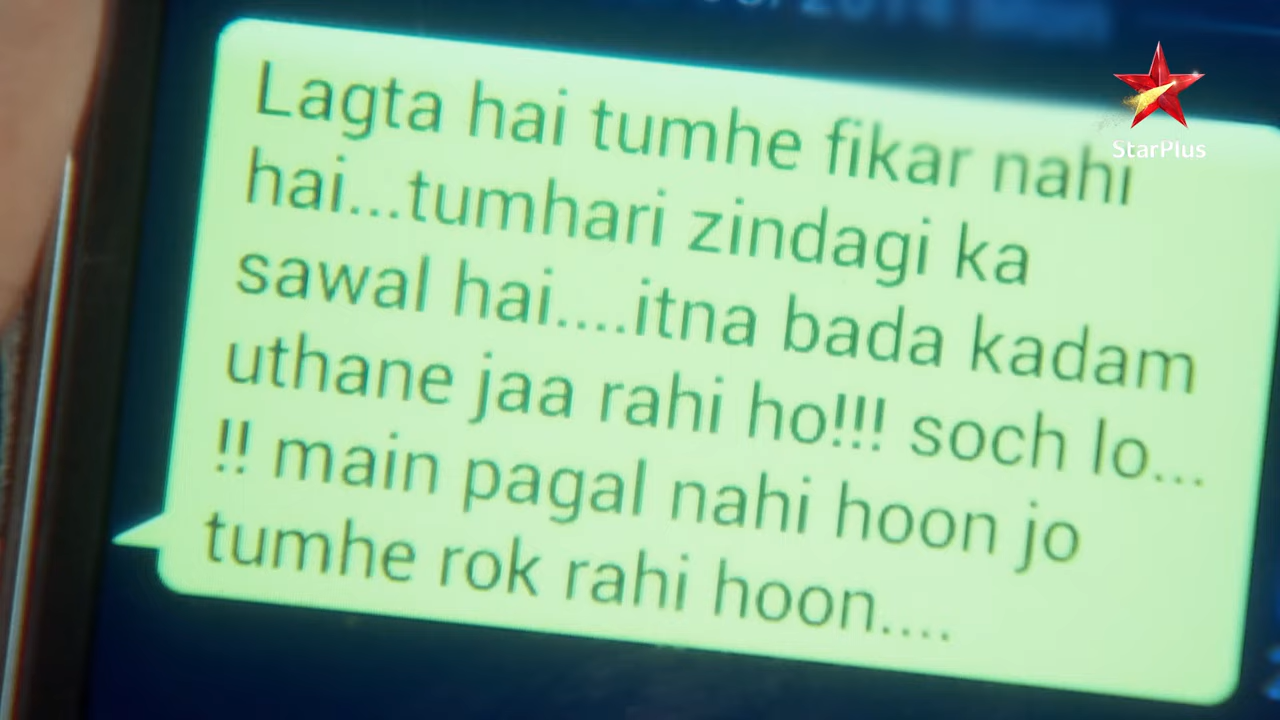 Lagta hai tumhe fikar nahi
hai...tumhari zindagi ka
sawal hai....itna bada kadam
uthane jaa rahi ho!!! soch lo...
!! main pagal nahi hoon jo
tumhe rok rahi hoon....
StarPlus